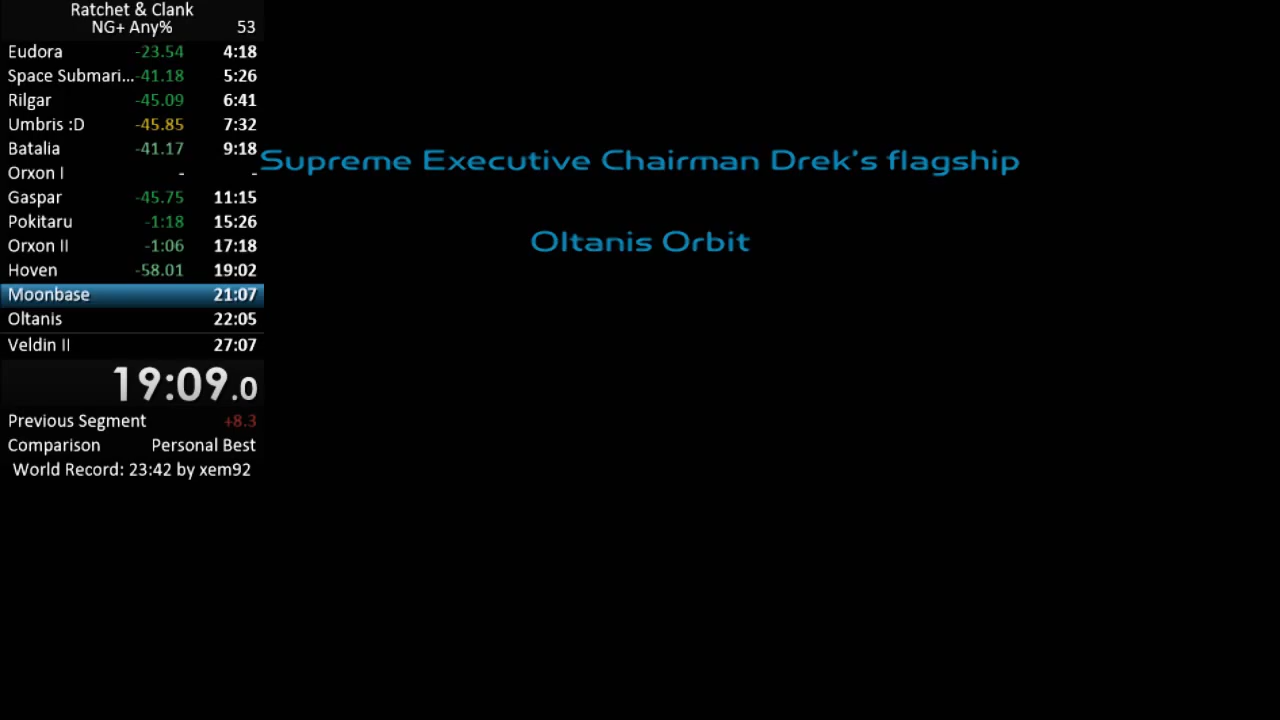 Ratchet & Clank
NG+ Any% 53
Eudora -23.54 4:18
Space Submari... -41.18 5:26
Rilgar -45.09 6:41
Umbris :D -45.85 7:32
Batalia -41.17 9:18
Orxon I - -
Gaspar -45.75 11:15
Pokitaru -1:18 15:26
Orxon II -1:06 17:18
Hoven -58.01 19:02
Moonbase 21:07
Oltanis 22:05
Veldin II 27:07
19:09.0
Previous Segment +8.3
Comparison Personal Best
World Record: 23:42 by xem92
Supreme Executive Chairman Drek's flagship
Oltanis Orbit